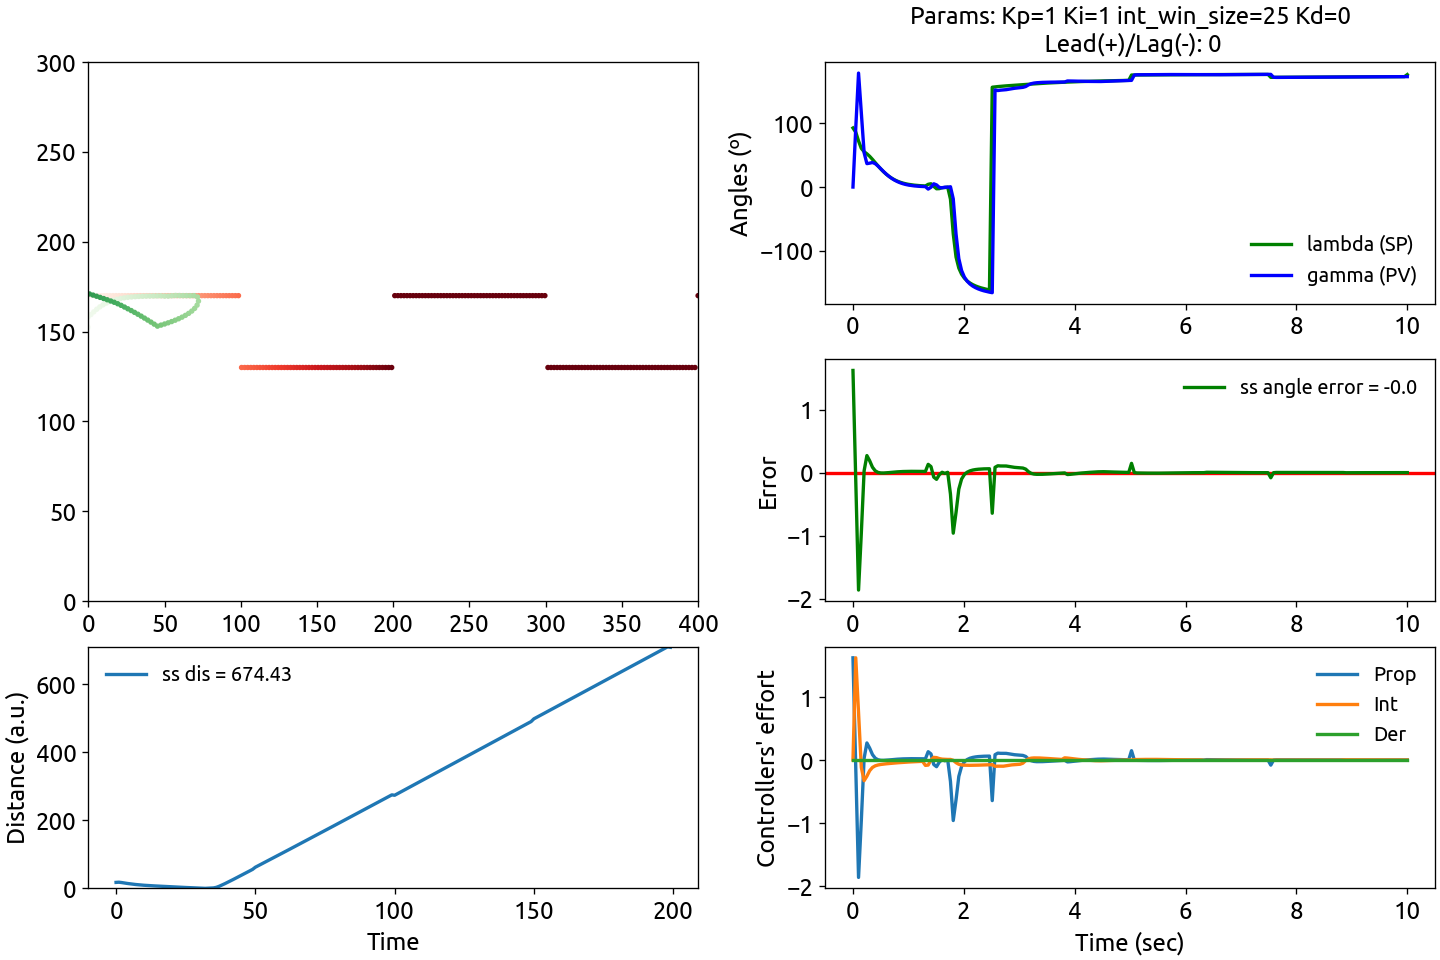 Params: Kp=1 Ki=1 int_win_size=25 Kd=0
Lead(+)/Lag(-): 0
300
250
200
150
100
50
0
0 50 100 150 200 250 300 350 400
Angles (°)
100
0
−100
lambda (SP)
gamma (PV)
0 2 4 6 8 10
Error
1
0
−1
−2
ss angle error = -0.0
0 2 4 6 8 10
Distance (a.u.)
600
400
200
0
ss dis = 674.43
0 50 100 150 200
Time
Controllers' effort
1
0
−1
−2
Prop
Int
Der
0 2 4 6 8 10
Time (sec)